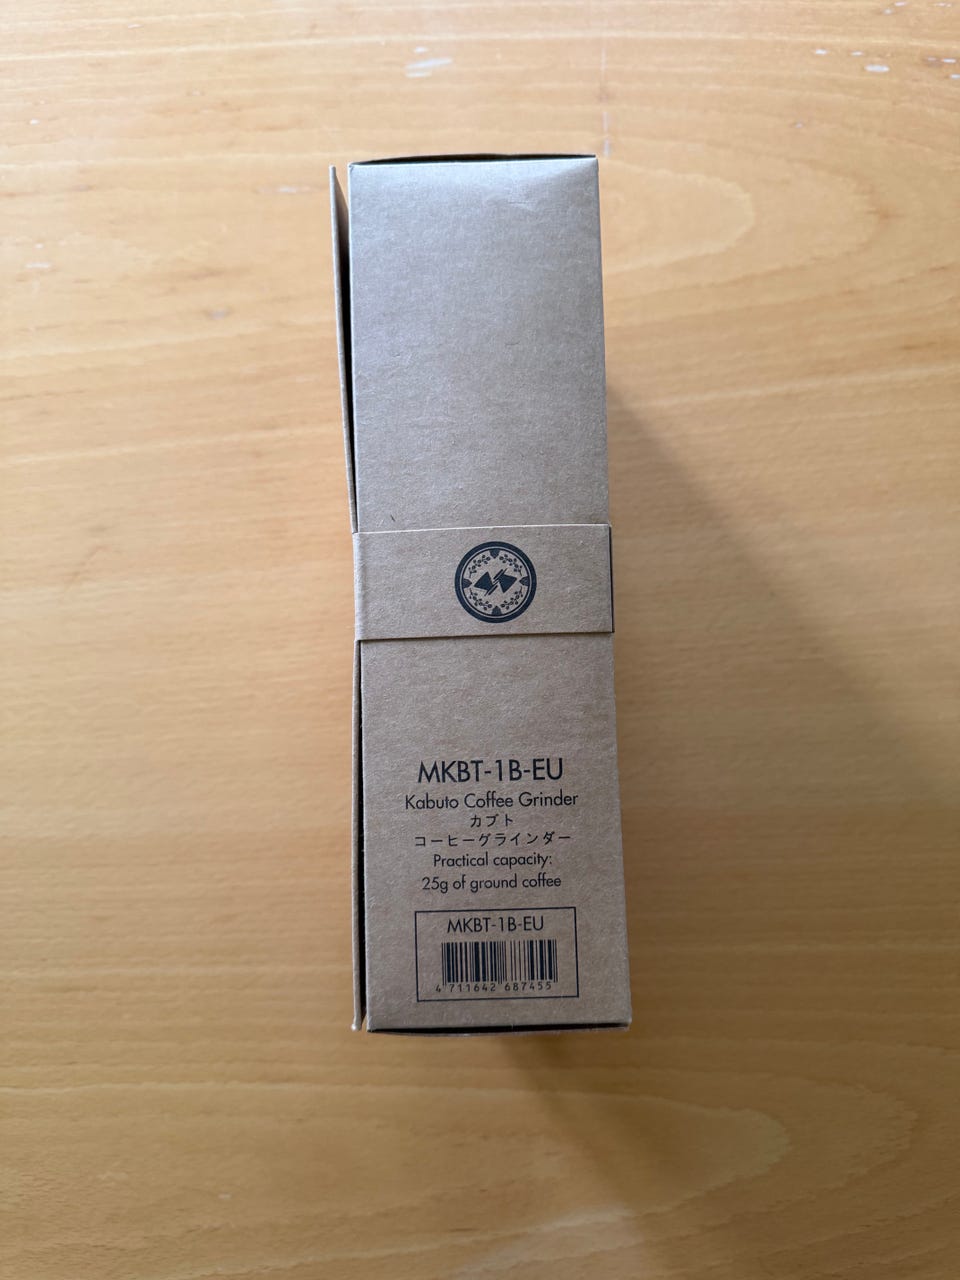 MKBT-1B-EU
Kabuto Coffee Grinder
カブト
コーヒーグラインダー
Practical capacity:
25g of ground coffee
MKBT-1B-EU
4 711642 687455